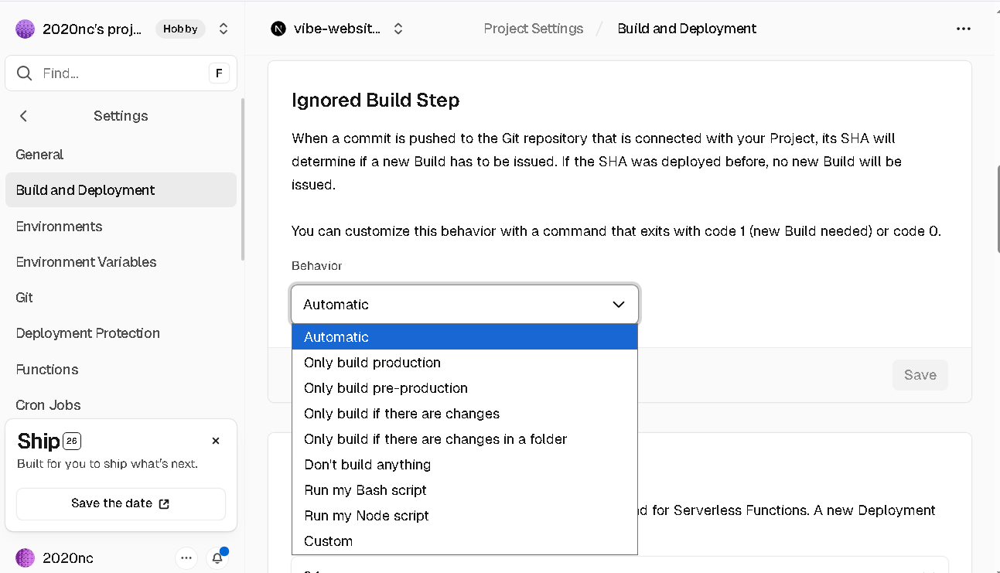 2020nc's proj...
Hobby
Find...
F
Settings
General
Build and Deployment
Environments
Environment Variables
Git
Deployment Protection
Functions
Cron Jobs
Ship 26
Built for you to ship what's next.
Save the date
2020nc
vibe-websit...
Project Settings / Build and Deployment
Ignored Build Step
When a commit is pushed to the Git repository that is connected with your Project, its SHA will
determine if a new Build has to be issued. If the SHA was deployed before, no new Build will be
issued.
You can customize this behavior with a command that exits with code 1 (new Build needed) or code 0.
Behavior
Automatic
Automatic
Only build production
Only build pre-production
Only build if there are changes
Only build if there are changes in a folder
Don't build anything
Run my Bash script
Run my Node script
Custom
Save
for Serverless Functions. A new Deployment